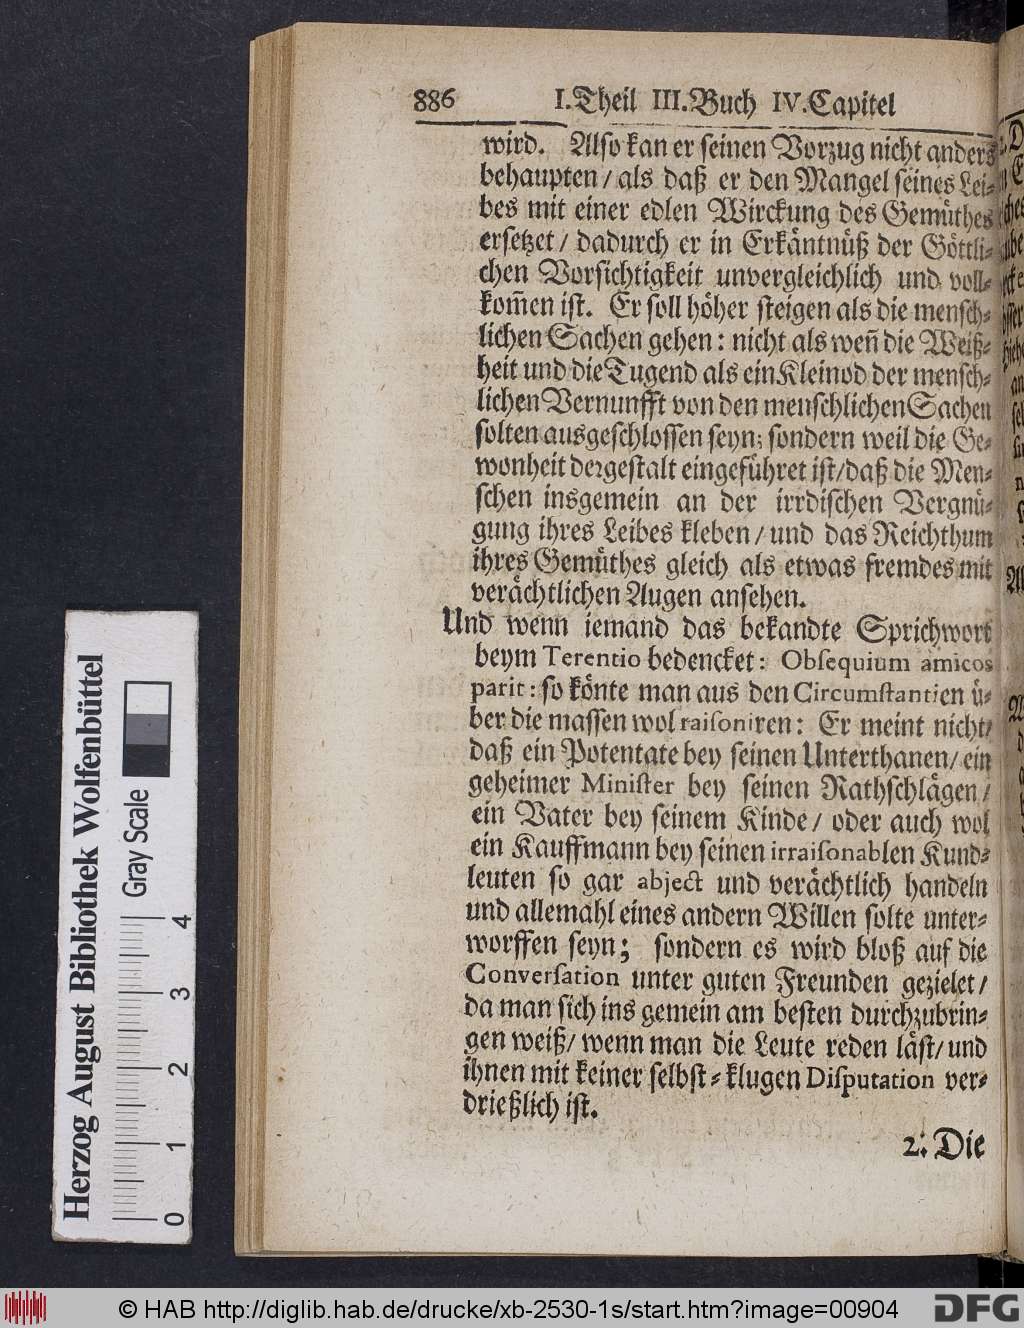 886 I. Theil III. Buch IV. Capitel
wird. Also kan er seinen Vorzug nicht anders
behaupten / als daß er den Mangel seines Lei-
bes mit einer edlen Wirckung des Gemüthes
ersetzet / dadurch er in Erkäntnüß der Göttli-
chen Vorsichtigkeit unvergleichlich und voll-
kom̄en ist. Er soll höher steigen als die mensch-
lichen Sachen gehen: nicht als wen̄ die Weiß-
heit und die Tugend als ein Kleinod der mensch-
lichen Vernunfft von den menschlichen Sachen
solten ausgeschlossen seyn; sondern weil die Ge-
wonheit dergestalt eingeführet ist / daß die Men-
schen insgemein an der irrdischen Vergnü-
gung ihres Leibes kleben / und das Reichthum
ihres Gemüthes gleich als etwas fremdes mit
verächtlichen Augen ansehen.
Und wenn iemand das bekandte Sprichwort
beym Terentio bedencket: Obsequium amicos
parit: so könte man aus den Circumstantien ü-
ber die massen wol raisoniren: Er meint nicht /
daß ein Potentate bey seinen Unterthanen / ein
geheimer Minister bey seinen Rathschlägen /
ein Vater bey seinem Kinde / oder auch wol
ein Kauffmann bey seinen irraisonablen Kund-
leuten so gar abject und verächtlich handeln
und allemahl eines andern Willen solte unter-
worffen seyn; sondern es wird bloß auf die
Conversation unter guten Freunden gezielet /
da man sich ins gemein am besten durchzubrin-
gen weiß / wenn man die Leute reden läst / und
ihnen mit keiner selbst-klugen Disputation ver-
drießlich ist.
2. Die
Herzog August Bibliothek Wolfenbüttel
Gray Scale
0 1 2 3 4
© HAB http://diglib.hab.de/drucke/xb-2530-1s/start.htm?image=00904
DFG